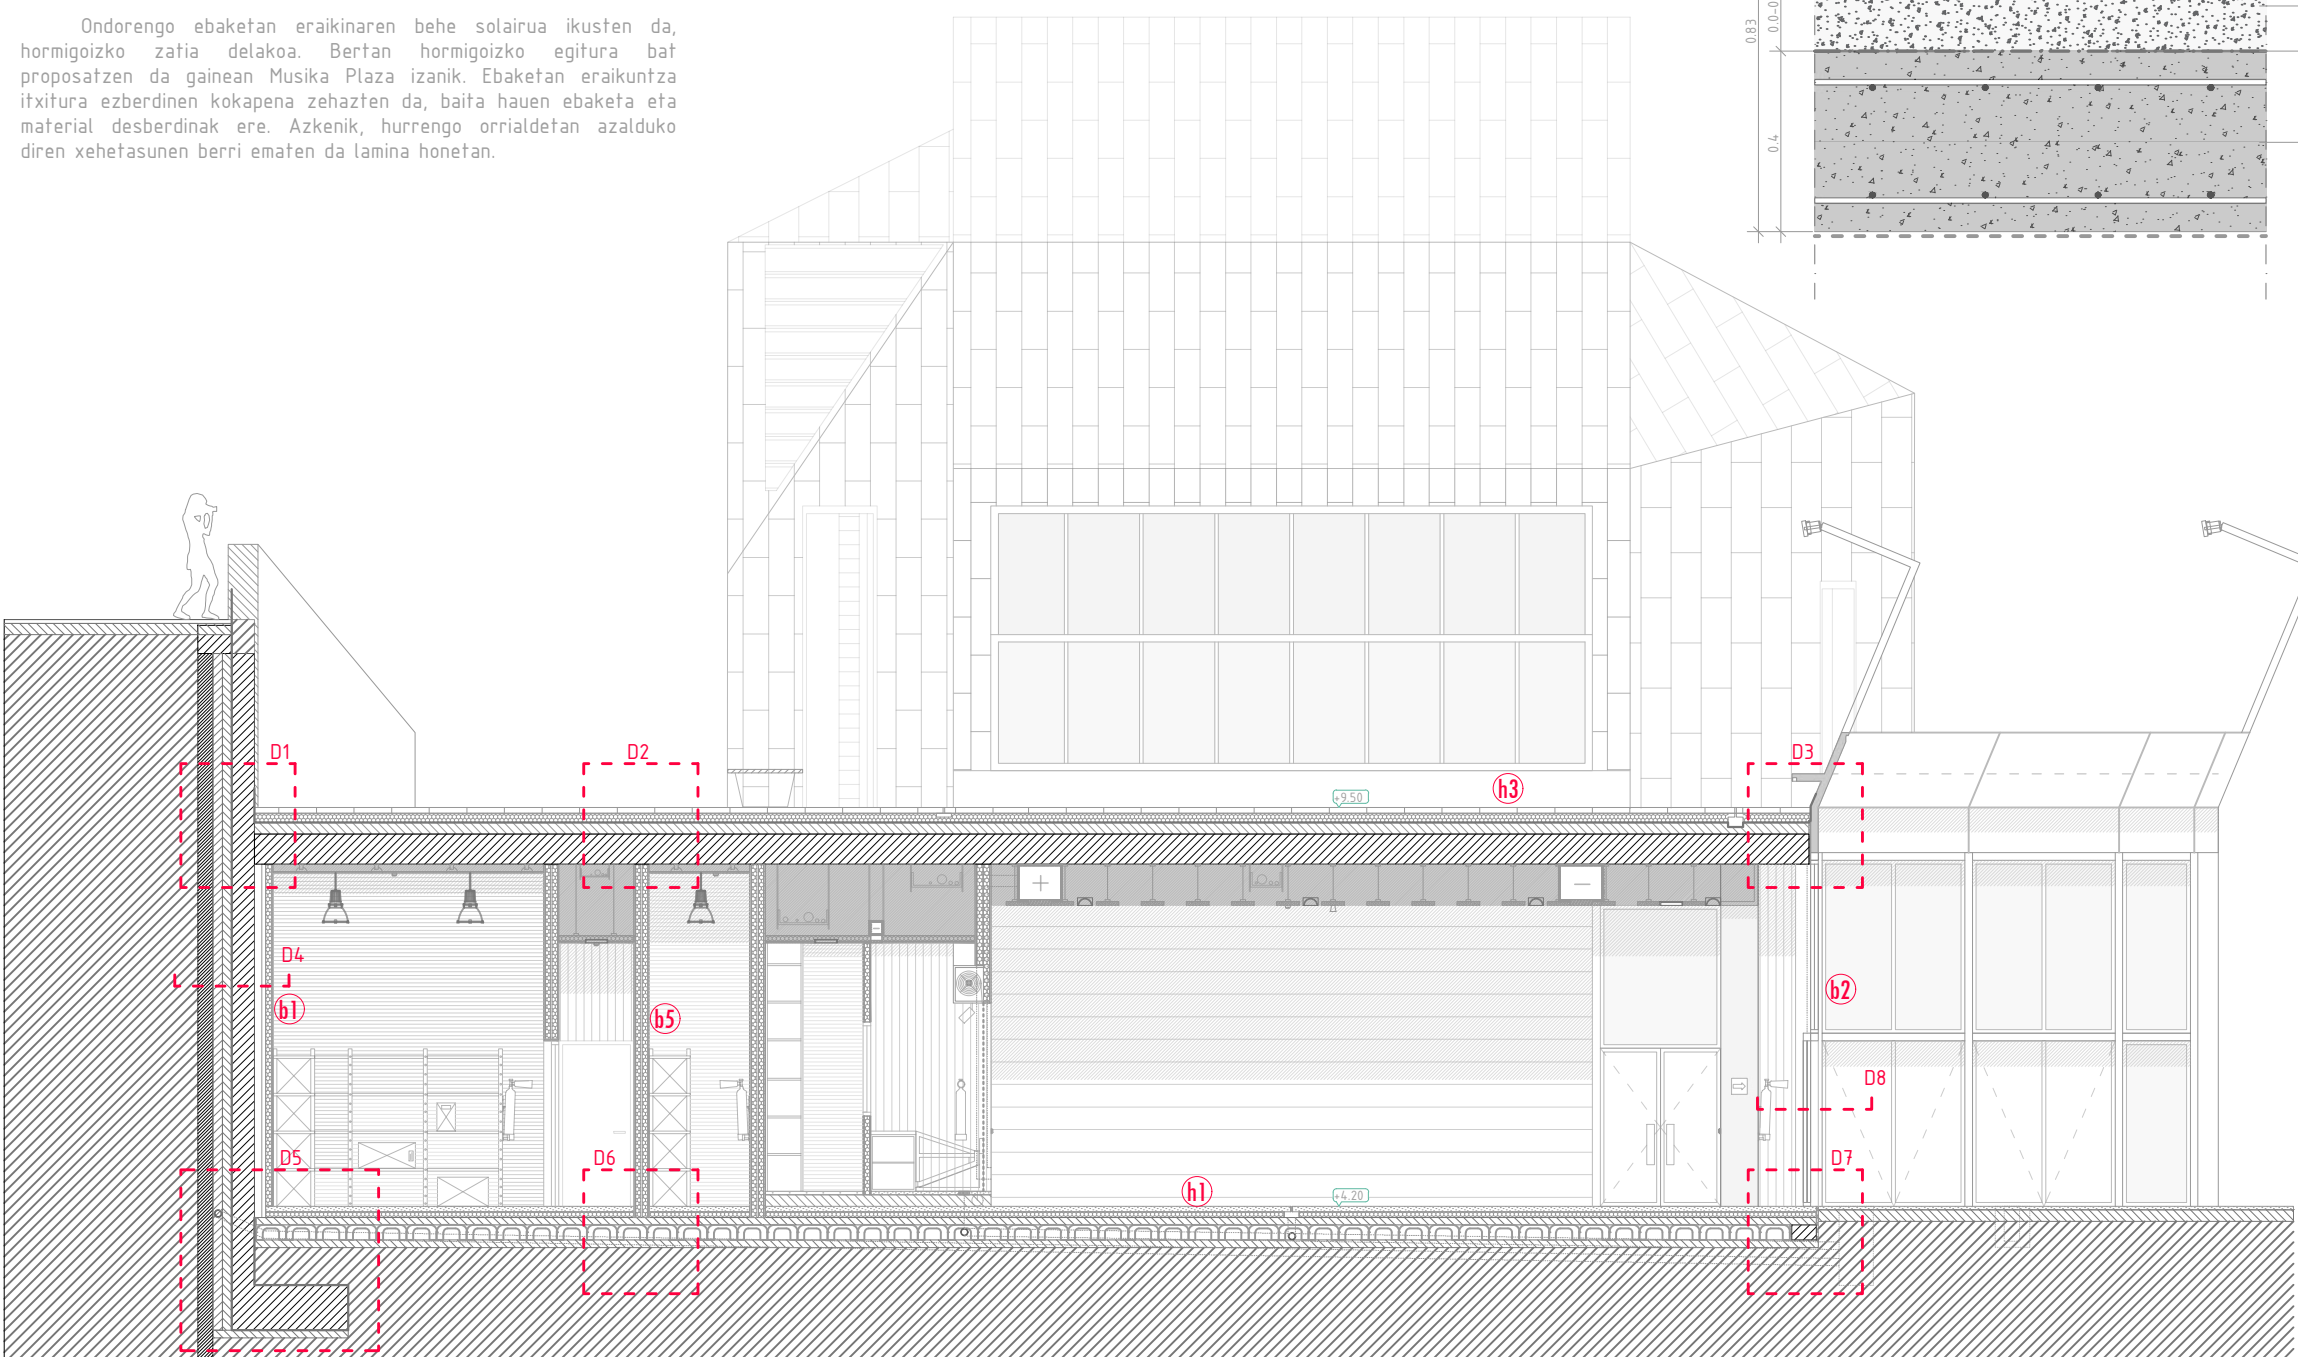 Ondorengo ebaketan eraikinaren behe solairua ikusten da,
hormigoizko zatia delakoa. Bertan hormigoizko egitura bat
proposatzen da gainean Musika Plaza izanik. Ebaketan eraikuntza
itxitura ezberdinen kokapena zehazten da, baita hauen ebaketa eta
material desberdinak ere. Azkenik, hurrengo orrialdetan azalduko
diren xehetasunen berri ematen da lamina honetan.
0.83
0.4
D1
D2
D3
h3
+9.50
D4
b1
b5
b2
D8
D5
D6
D7
h1
+4.20